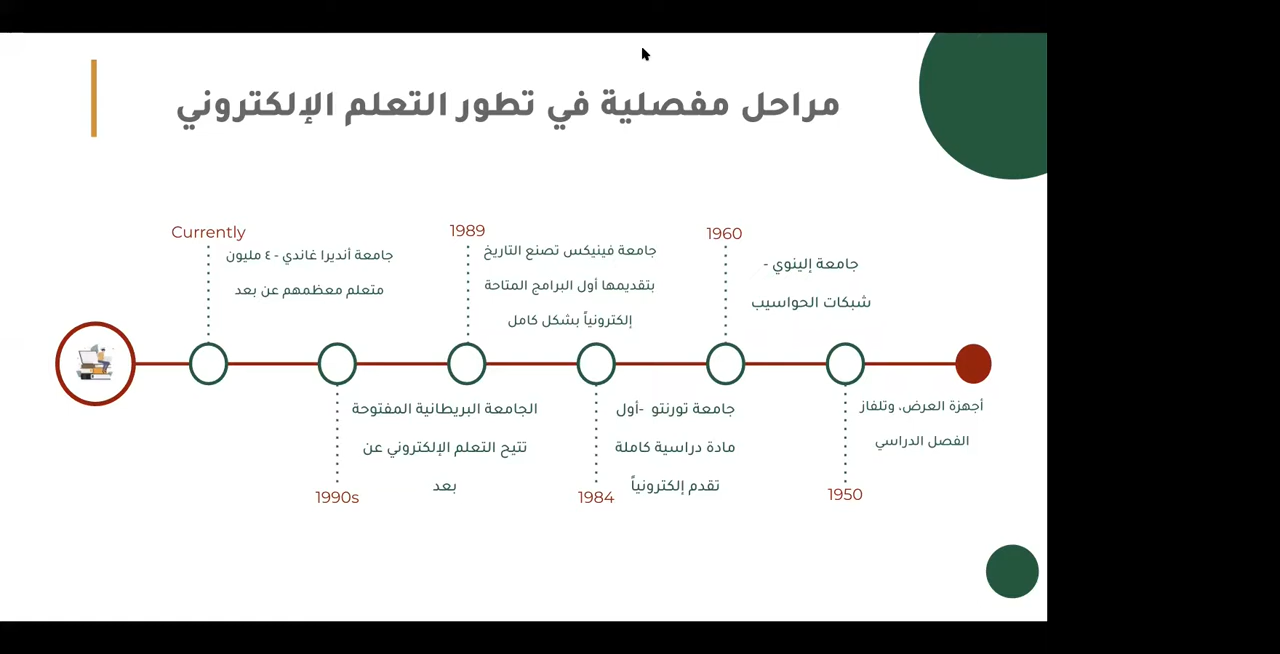 مراحل مفصلية في تطور التعلم الإلكتروني
أجهزة العرض، وتلفاز
الفصل الدراسي
1950
1960
جامعة إلينوي -
شبكات الحواسيب
جامعة تورنتو -أول
مادة دراسية كاملة
تقدم إلكترونياً
1984
1989
جامعة فينيكس تصنع التاريخ
بتقديمها أول البرامج المتاحة
إلكترونياً بشكل كامل
الجامعة البريطانية المفتوحة
تتيح التعلم الإلكتروني عن
بعد
1990s
Currently
جامعة أنديرا غاندي - ٤ مليون
متعلم معظمهم عن بعد